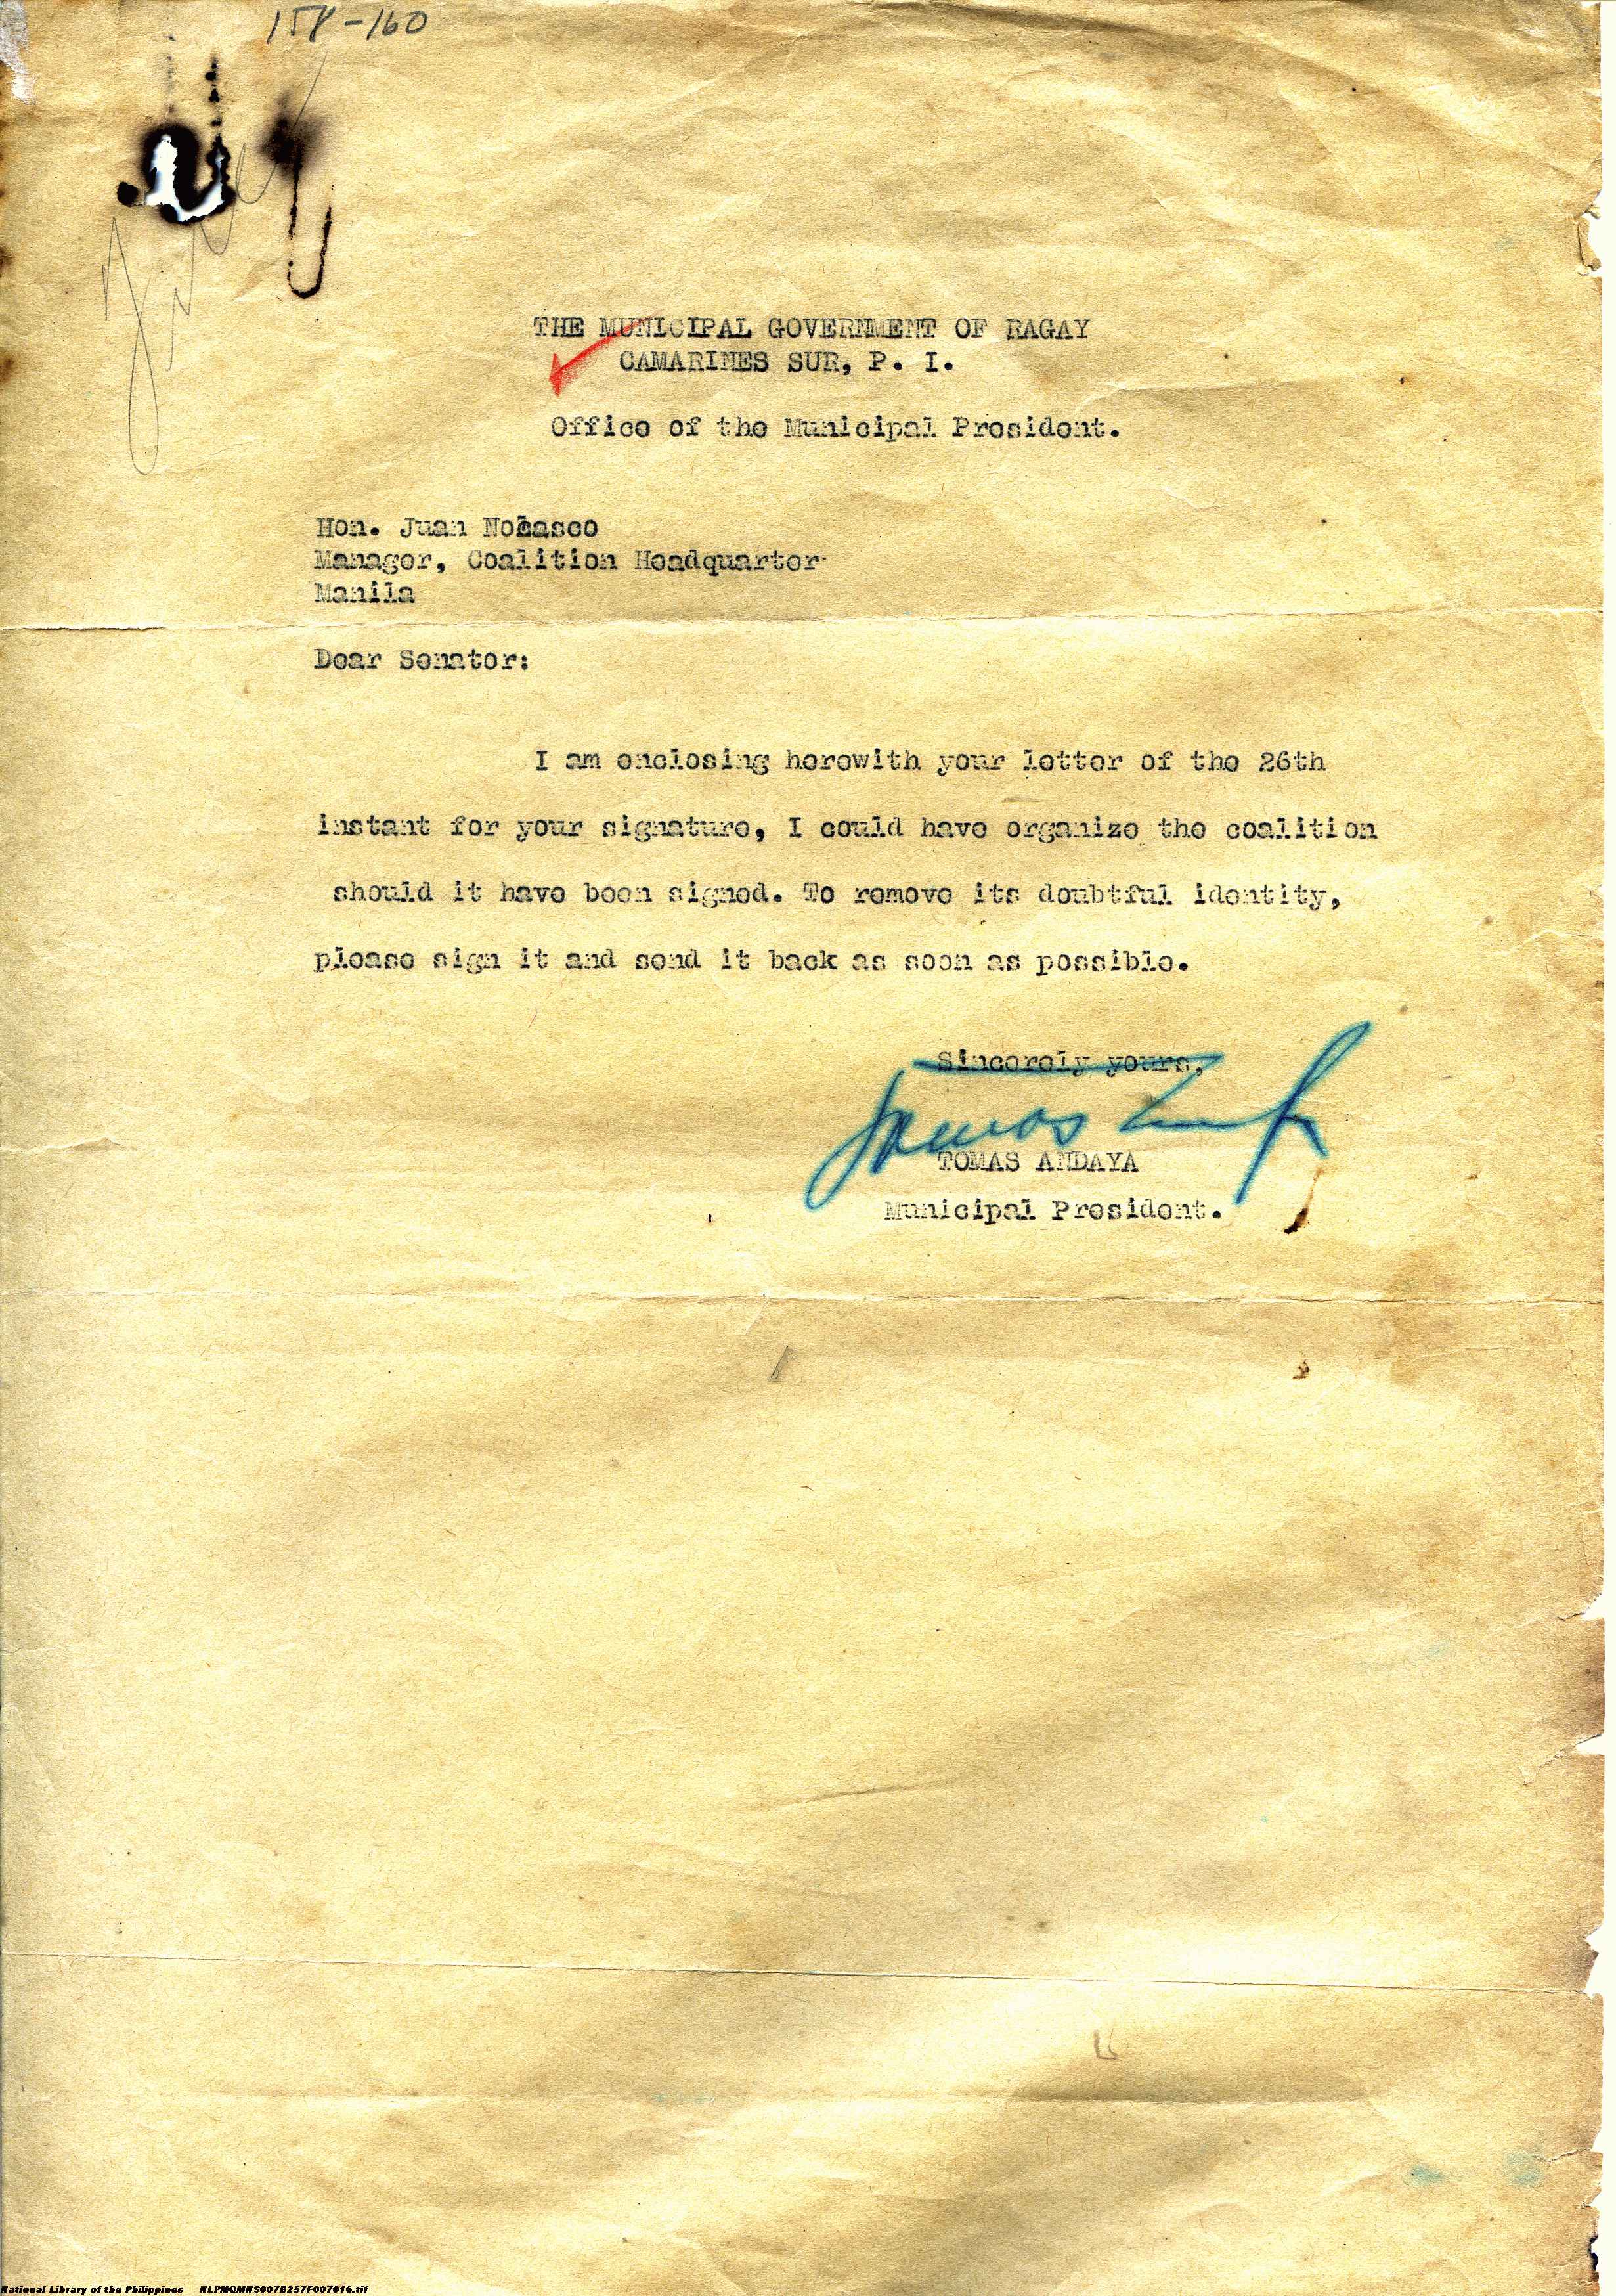 158-160
THE MUNICIPAL GOVERNMENT OF RAGAY
CAMARINES SUR, P. I.
Office of the Municipal President.
Hon. Juan Nolasco
Manager, Coalition Headquarter
Manila
Dear Senator:
I am enclosing herewith your letter of the 26th
instant for your signature, I could have organize the coalition
should it have been signed. To remove its doubtful identity,
please sign it and send it back as soon as possible.
Sincerely yours,
TOMAS ANDAYA
Municipal President.
National Library of the Philippines NLPMQMNS007B257F007016.tif